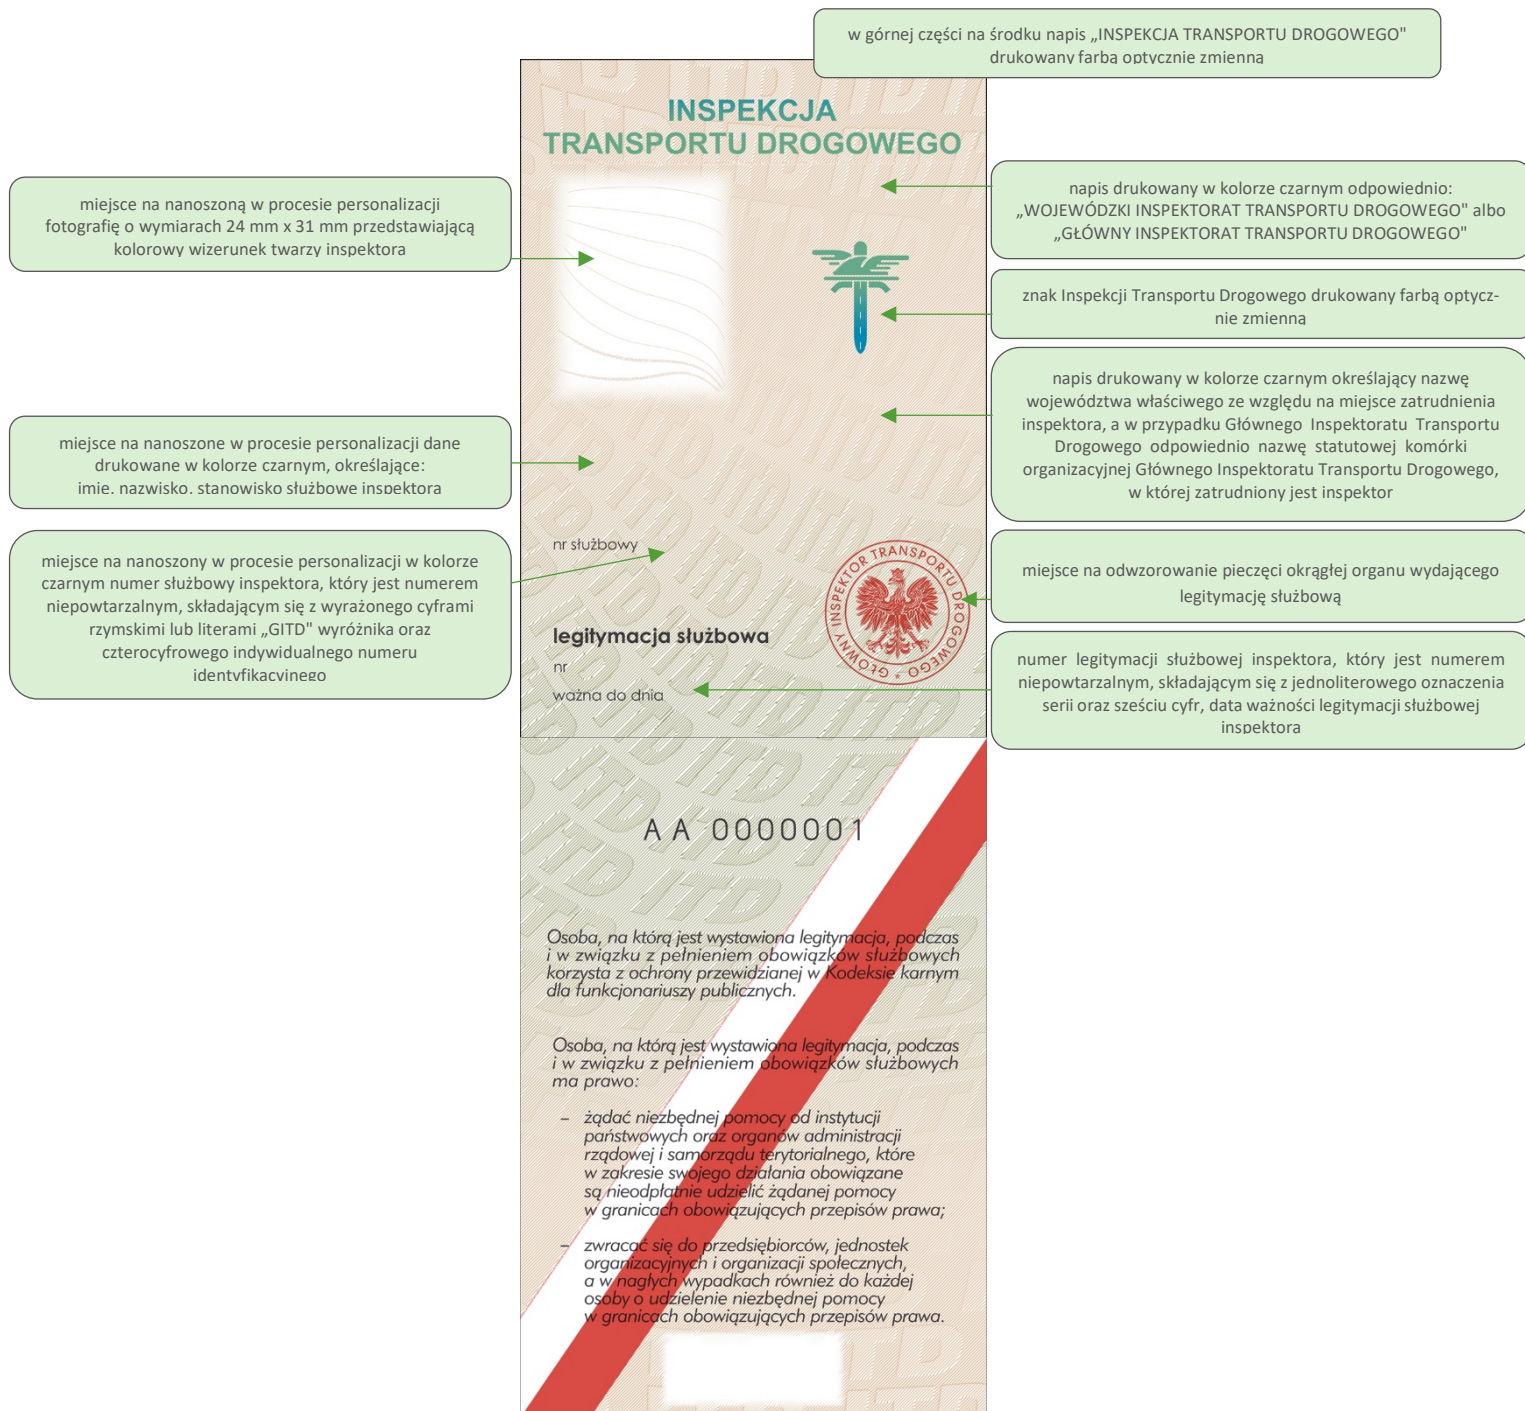 w górnej części na środku napis „INSPEKCJA TRANSPORTU DROGOWEGO"
drukowany farbą optycznie zmienną
INSPEKCJA
TRANSPORTU DROGOWEGO
miejsce na nanoszoną w procesie personalizacji
fotografię o wymiarach 24 mm x 31 mm przedstawiającą
kolorowy wizerunek twarzy inspektora
napis drukowany w kolorze czarnym odpowiednio:
„WOJEWÓDZKI INSPEKTORAT TRANSPORTU DROGOWEGO" albo
„GŁÓWNY INSPEKTORAT TRANSPORTU DROGOWEGO"
znak Inspekcji Transportu Drogowego drukowany farbą optycz-
nie zmienną
napis drukowany w kolorze czarnym określający nazwę
województwa właściwego ze względu na miejsce zatrudnienia
inspektora, a w przypadku Głównego Inspektoratu Transportu
Drogowego odpowiednio nazwę statutowej komórki
organizacyjnej Głównego Inspektoratu Transportu Drogowego,
w której zatrudniony jest inspektor
miejsce na nanoszone w procesie personalizacji dane
drukowane w kolorze czarnym, określające:
imię, nazwisko, stanowisko służbowe inspektora
miejsce na nanoszony w procesie personalizacji w kolorze
czarnym numer służbowy inspektora, który jest numerem
niepowtarzalnym, składającym się z wyrażonego cyframi
rzymskimi lub literami „GITD" wyróżnika oraz
czterocyfrowego indywidualnego numeru
identyfikacyjnego
nr służbowy
GŁÓWNY INSPEKTOR TRANSPORTU DROGOWEGO *
miejsce na odwzorowanie pieczęci okrągłej organu wydającego
legitymację służbową
legitymacja służbowa
nr
ważna do dnia
numer legitymacji służbowej inspektora, który jest numerem
niepowtarzalnym, składającym się z jednoliterowego oznaczenia
serii oraz sześciu cyfr, data ważności legitymacji służbowej
inspektora
AA 0000001
Osoba, na którą jest wystawiona legitymacja, podczas
i w związku z pełnieniem obowiązków służbowych
korzysta z ochrony przewidzianej w Kodeksie karnym
dla funkcjonariuszy publicznych.
Osoba, na którą jest wystawiona legitymacja, podczas
i w związku z pełnieniem obowiązków służbowych
ma prawo:
– żądać niezbędnej pomocy od instytucji
państwowych oraz organów administracji
rządowej i samorządu terytorialnego, które
w zakresie swojego działania obowiązane
są nieodpłatnie udzielić żądanej pomocy
w granicach obowiązujących przepisów prawa;
– zwracać się do przedsiębiorców, jednostek
organizacyjnych i organizacji społecznych,
a w nagłych wypadkach również do każdej
osoby o udzielenie niezbędnej pomocy
w granicach obowiązujących przepisów prawa.